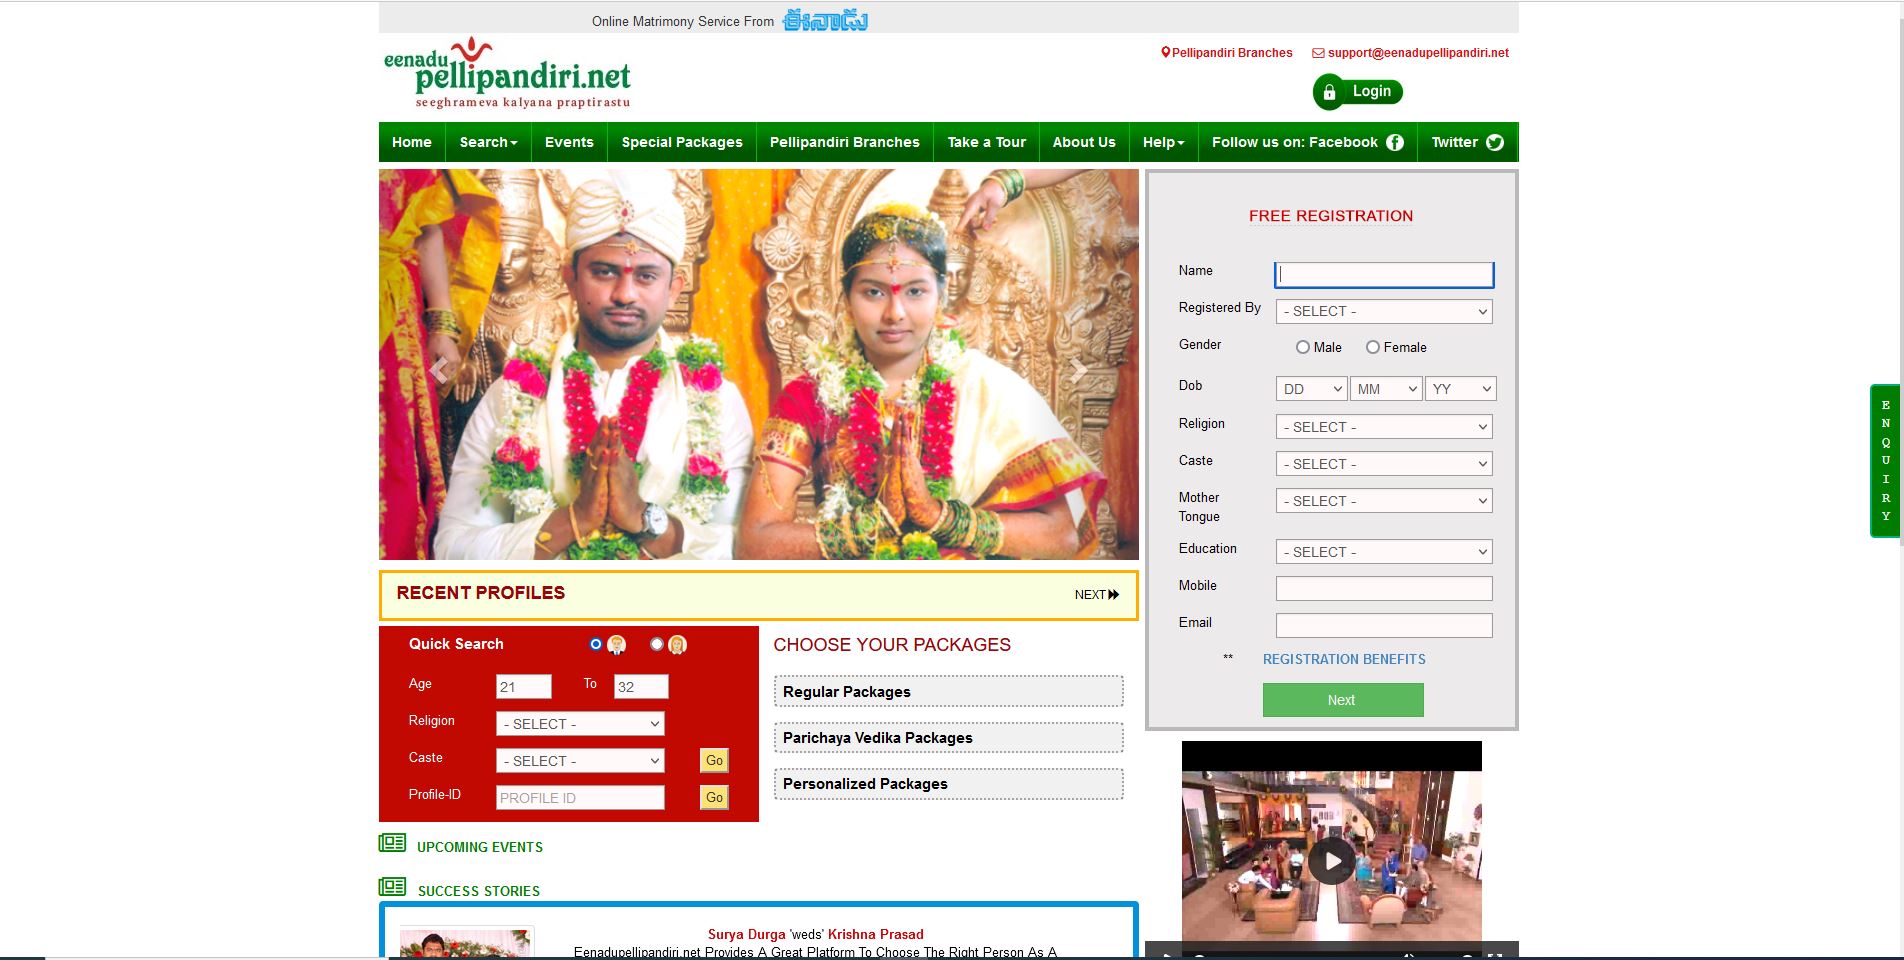 Online Matrimony Service From ఈనాడు
eenadu
pellipandiri.net
seeghrameva kalyana praptirastu
Pellipandiri Branches support@eenadupellipandiri.net
Login
Home Search Events Special Packages Pellipandiri Branches Take a Tour About Us Help Follow us on: Facebook Twitter
FREE REGISTRATION
Name
Registered By - SELECT -
Gender Male Female
Dob DD MM YY
Religion - SELECT -
Caste - SELECT -
Mother
Tongue - SELECT -
Education - SELECT -
Mobile
Email
** REGISTRATION BENEFITS
Next
ENQUIRY
RECENT PROFILES NEXT
Quick Search
Age 21 To 32
Religion - SELECT -
Caste - SELECT - Go
Profile-ID PROFILE ID Go
CHOOSE YOUR PACKAGES
Regular Packages
Parichaya Vedika Packages
Personalized Packages
UPCOMING EVENTS
SUCCESS STORIES
Surya Durga 'weds' Krishna Prasad
Eenadupellipandiri.net Provides A Great Platform To Choose The Right Person As A